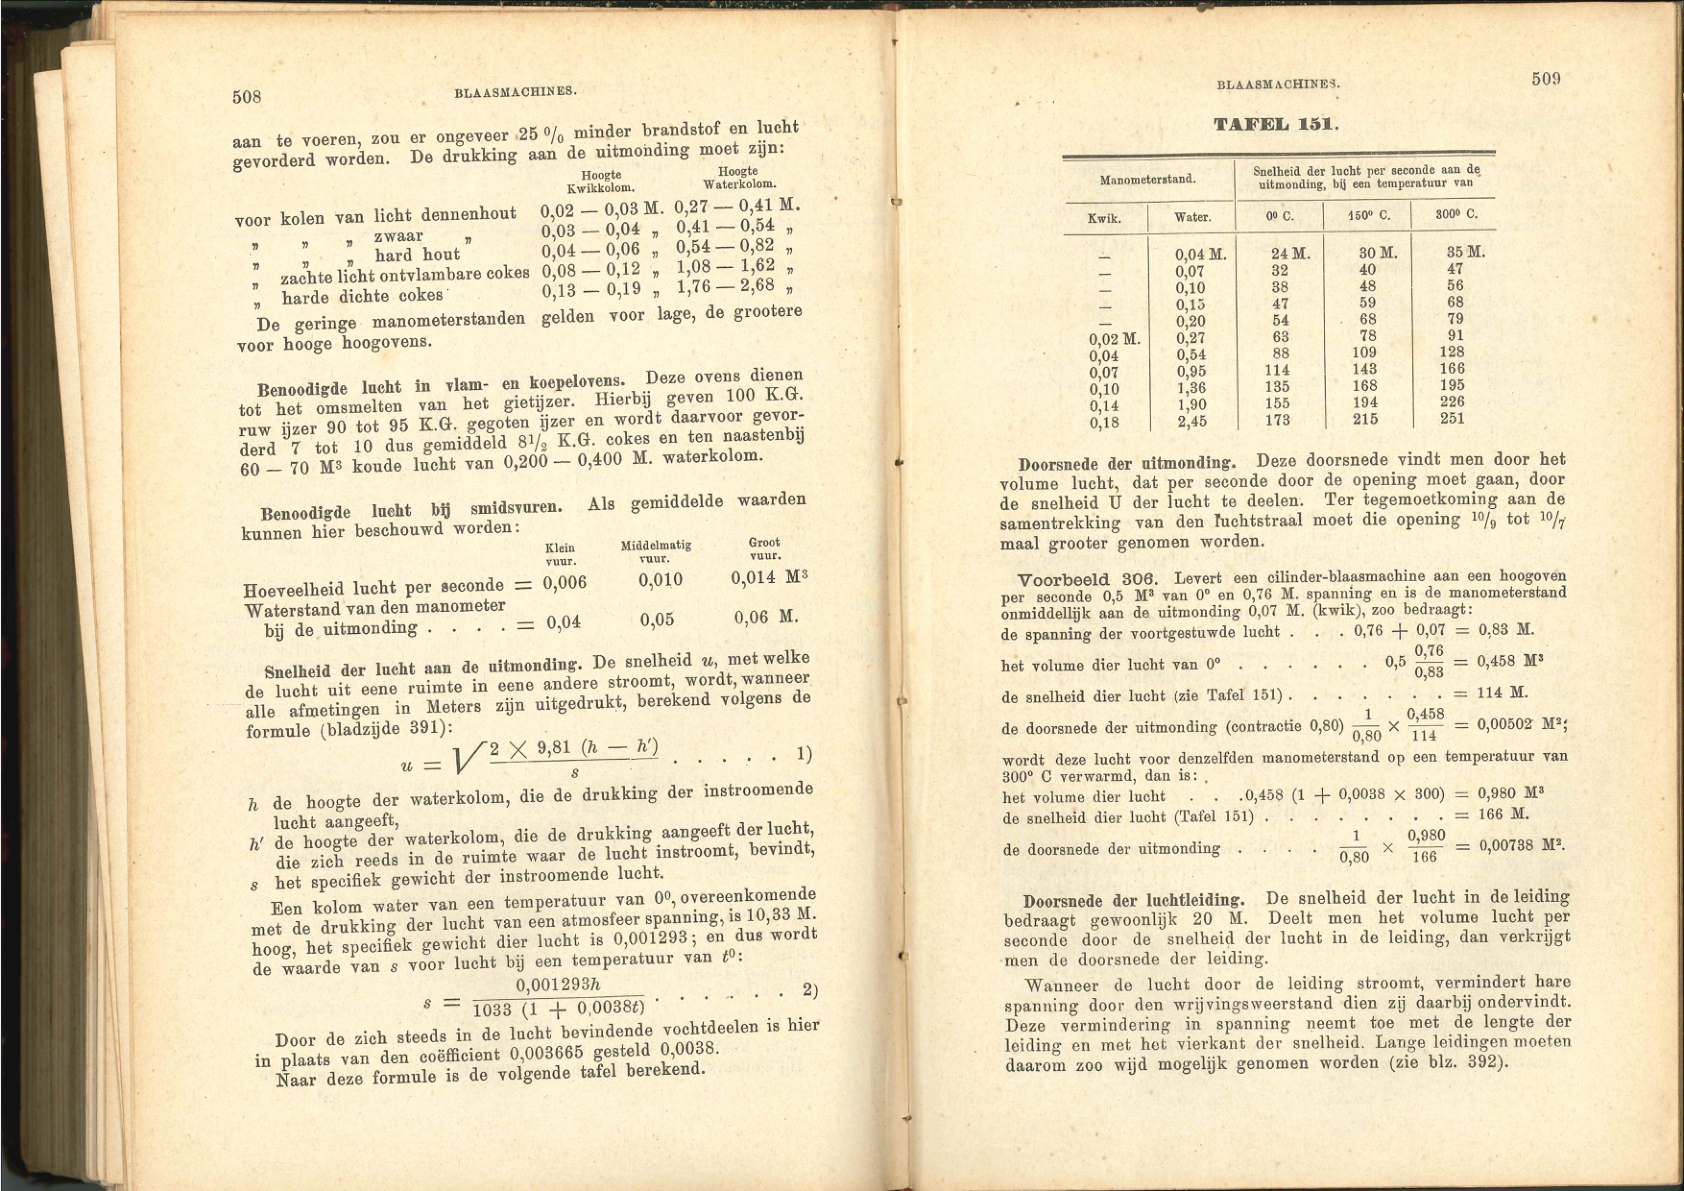 508
BLAASMACHINES.
aan te voeren, zou er ongeveer 25 % minder brandstof en lucht
gevorderd worden. De drukking aan de uitmonding moet zijn:
Hoogte Kwikkolom. Hoogte Waterkolom.
voor kolen van licht dennenhout 0,02 — 0,03 M. 0,27 — 0,41 M.
„ „ „ zwaar „ 0,03 — 0,04 „ 0,41 — 0,54 „
„ „ „ hard hout 0,04 — 0,06 „ 0,54 — 0,82 „
„ zachte licht ontvlambare cokes 0,08 — 0,12 „ 1,08 — 1,62 „
„ harde dichte cokes 0,13 — 0,19 „ 1,76 — 2,68 „
De geringe manometerstanden gelden voor lage, de grootere
voor hooge hoogovens.
Benoodigde lucht in vlam- en koepelovens. Deze ovens dienen
tot het omsmelten van het gietijzer. Hierbij geven 100 K.G.
ruw ijzer 90 tot 95 K.G. gegoten ijzer en wordt daarvoor gevor-
derd 7 tot 10 dus gemiddeld 8½ K.G. cokes en ten naastenbij
60 — 70 M³ koude lucht van 0,200 — 0,400 M. waterkolom.
Benoodigde lucht bij smidsvuren. Als gemiddelde waarden
kunnen hier beschouwd worden:
Klein vuur. Middelmatig vuur. Groot vuur.
Hoeveelheid lucht per seconde = 0,006 0,010 0,014 M³
Waterstand van den manometer
bij de uitmonding . . . . = 0,04 0,05 0,06 M.
Snelheid der lucht aan de uitmonding. De snelheid u, met welke
de lucht uit eene ruimte in eene andere stroomt, wordt, wanneer
alle afmetingen in Meters zijn uitgedrukt, berekend volgens de
formule (bladzijde 391):
u = √ 2 × 9,81 (h — h′) / s . . . . . 1)
h de hoogte der waterkolom, die de drukking der instroomende
lucht aangeeft,
h′ de hoogte der waterkolom, die de drukking aangeeft der lucht,
die zich reeds in de ruimte waar de lucht instroomt, bevindt,
s het specifiek gewicht der instroomende lucht.
Een kolom water van een temperatuur van 0⁰, overeenkomende
met de drukking der lucht van een atmosfeer spanning, is 10,33 M.
hoog, het specifiek gewicht dier lucht is 0,001293; en dus wordt
de waarde van s voor lucht bij een temperatuur van t⁰:
s = 0,001293h / 1033 (1 + 0,0038t) . . . . . . 2)
Door de zich steeds in de lucht bevindende vochtdeelen is hier
in plaats van den coëfficient 0,003665 gesteld 0,0038.
Naar deze formule is de volgende tafel berekend.
BLAASMACHINES.
509
TAFEL 151.
Manometerstand. Snelheid der lucht per seconde aan de
uitmonding, bij een temperatuur van
Kwik. Water. 0⁰ C. 150⁰ C. 300⁰ C.
— 0,04 M. 24 M. 30 M. 35 M.
— 0,07 32 40 47
— 0,10 38 48 56
— 0,15 47 59 68
— 0,20 54 68 79
0,02 M. 0,27 63 78 91
0,04 0,54 88 109 128
0,07 0,95 114 143 166
0,10 1,36 135 168 195
0,14 1,90 155 194 226
0,18 2,45 173 215 251
Doorsnede der uitmonding. Deze doorsnede vindt men door het
volume lucht, dat per seconde door de opening moet gaan, door
de snelheid U der lucht te deelen. Ter tegemoetkoming aan de
samentrekking van den luchtstraal moet die opening 10/9 tot 10/7
maal grooter genomen worden.
Voorbeeld 306. Levert een cilinder-blaasmachine aan een hoogoven
per seconde 0,5 M³ van 0⁰ en 0,76 M. spanning en is de manometerstand
onmiddellijk aan de uitmonding 0,07 M. (kwik), zoo bedraagt:
de spanning der voortgestuwde lucht . . . 0,76 + 0,07 = 0,83 M.
het volume dier lucht van 0⁰ . . . . . . 0,5 0,76/0,83 = 0,458 M³
de snelheid dier lucht (zie Tafel 151) . . . . . . . = 114 M.
de doorsnede der uitmonding (contractie 0,80) 1/0,80 × 0,458/114 = 0,00502 M²;
wordt deze lucht voor denzelfden manometerstand op een temperatuur van
300⁰ C verwarmd, dan is:
het volume dier lucht . . . 0,458 (1 + 0,0038 × 300) = 0,980 M³
de snelheid dier lucht (Tafel 151) . . . . . . . . = 166 M.
de doorsnede der uitmonding . . . . 1/0,80 × 0,980/166 = 0,00738 M².
Doorsnede der luchtleiding. De snelheid der lucht in de leiding
bedraagt gewoonlijk 20 M. Deelt men het volume lucht per
seconde door de snelheid der lucht in de leiding, dan verkrijgt
men de doorsnede der leiding.
Wanneer de lucht door de leiding stroomt, vermindert hare
spanning door den wrijvingsweerstand dien zij daarbij ondervindt.
Deze vermindering in spanning neemt toe met de lengte der
leiding en met het vierkant der snelheid. Lange leidingen moeten
daarom zoo wijd mogelijk genomen worden (zie blz. 392).